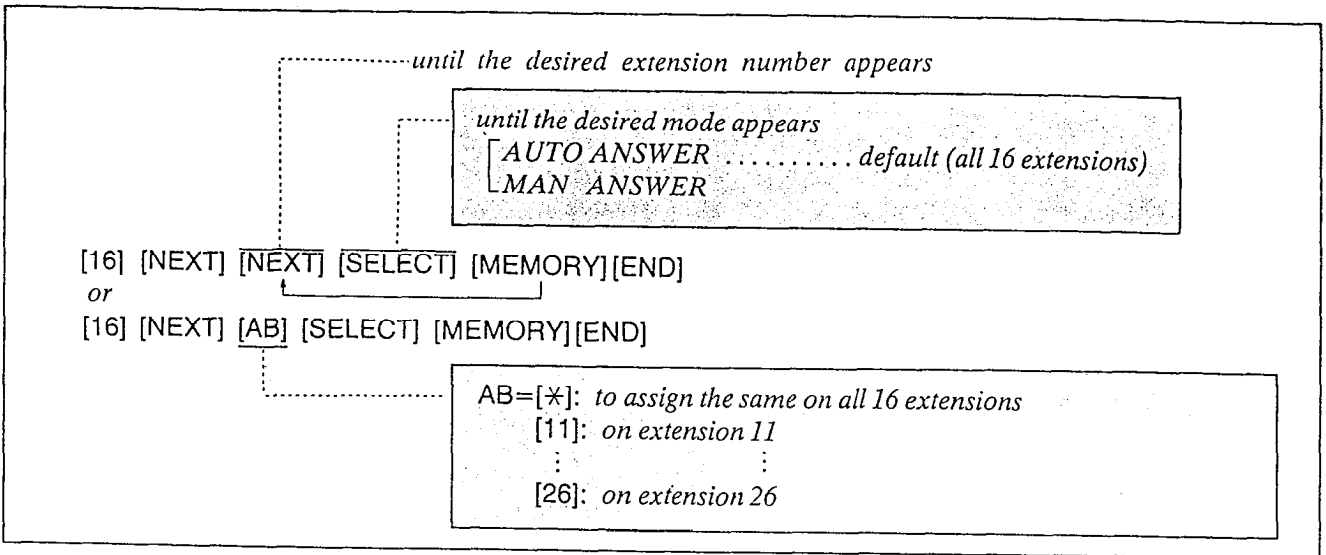 until the desired extension number appears
until the desired mode appears
AUTO ANSWER .......... default (all 16 extensions)
MAN ANSWER
[16] [NEXT] [NEXT] [SELECT] [MEMORY] [END]
or
[16] [NEXT] [AB] [SELECT] [MEMORY] [END]
AB=[*]: to assign the same on all 16 extensions
[11]: on extension 11
⋮ ⋮
[26]: on extension 26